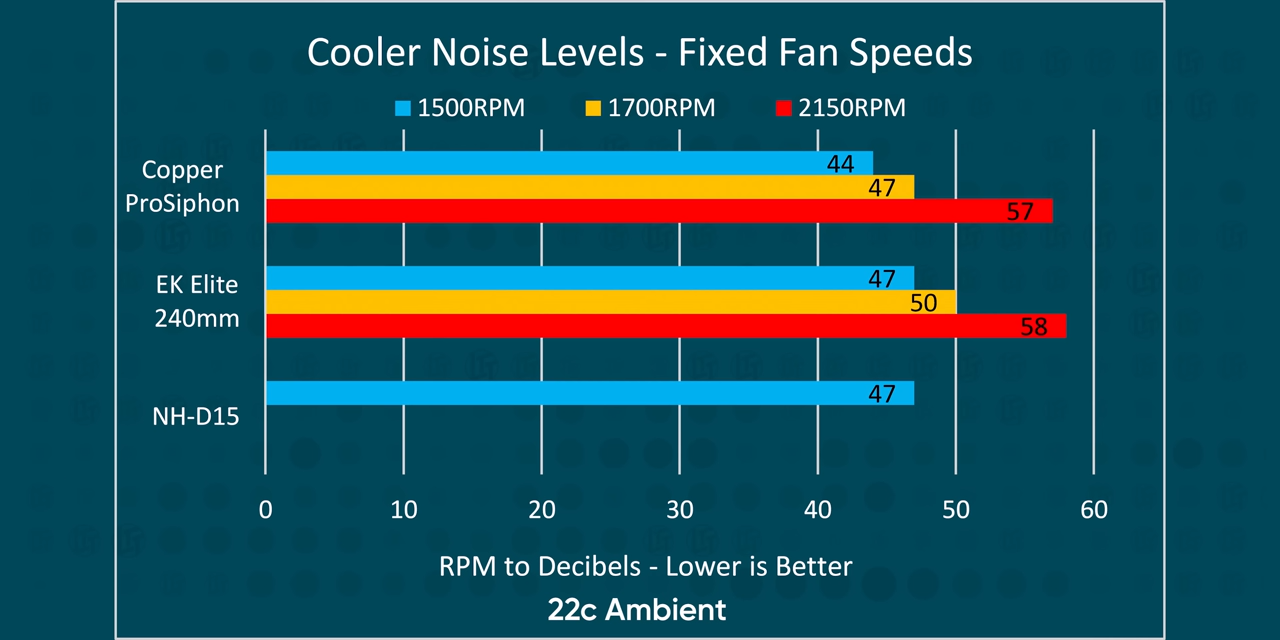 Cooler Noise Levels - Fixed Fan Speeds
1500RPM 1700RPM 2150RPM
Copper
ProSiphon
44
47
57
EK Elite
240mm
47
50
58
NH-D15
47
0 10 20 30 40 50 60
RPM to Decibels - Lower is Better
22c Ambient